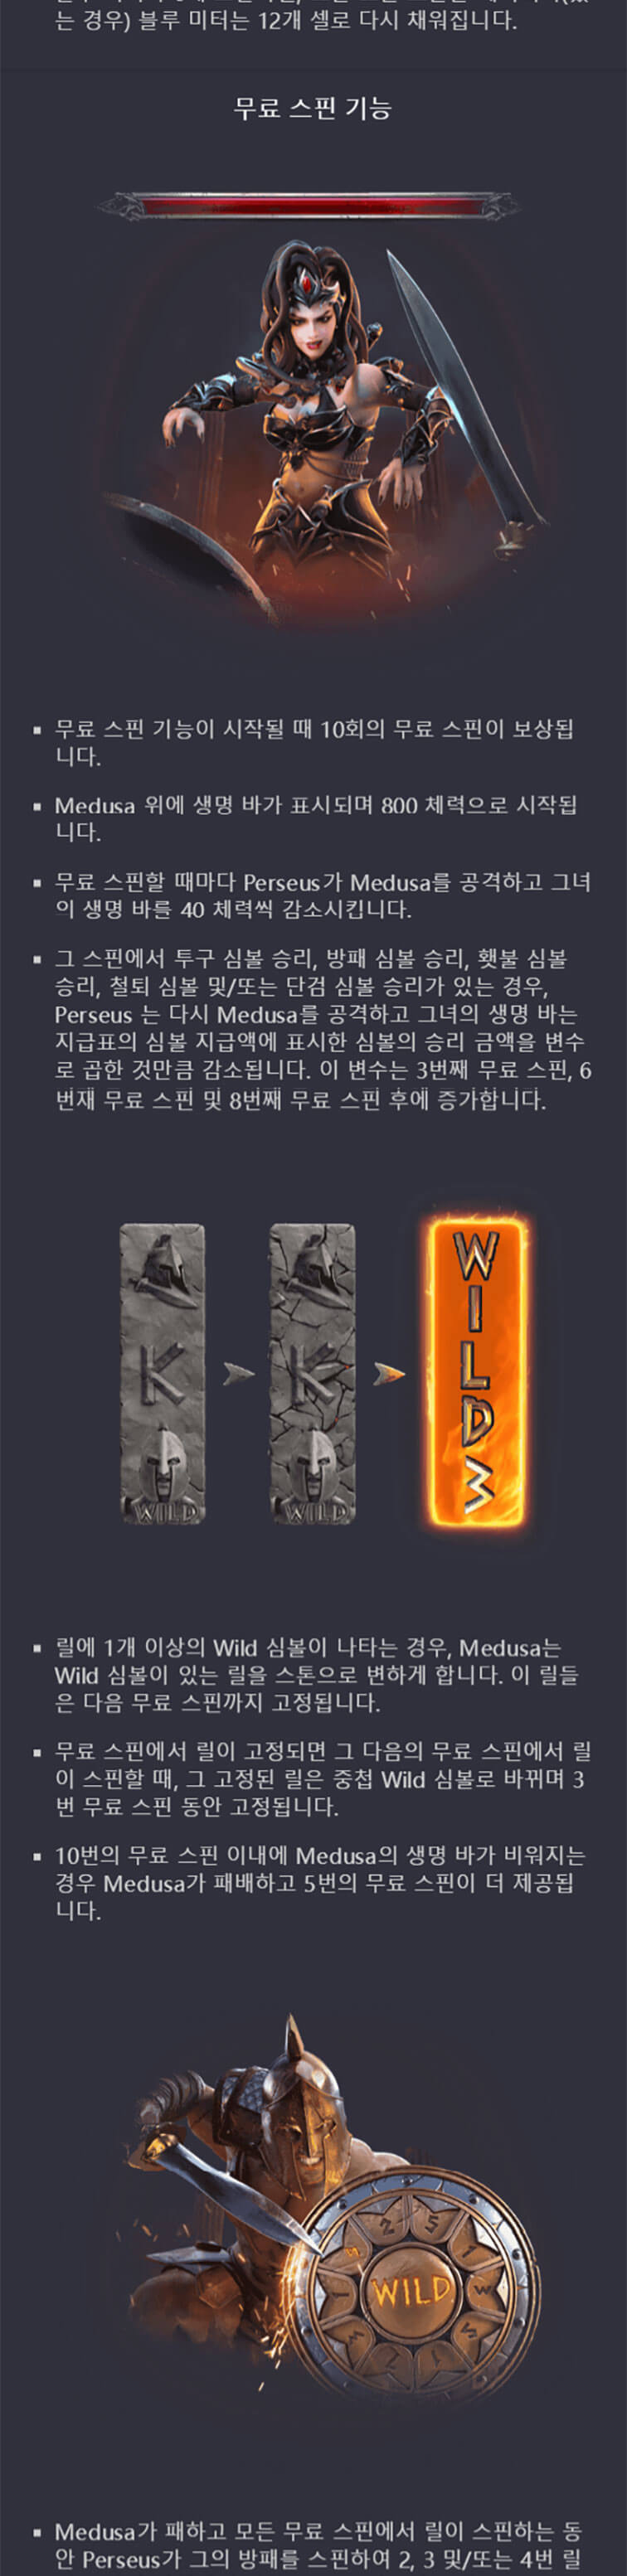 는 경우) 블루 미터는 12개 셀로 다시 채워집니다.
무료 스핀 기능
▪ 무료 스핀 기능이 시작될 때 10회의 무료 스핀이 보상됩
니다.
▪ Medusa 위에 생명 바가 표시되며 800 체력으로 시작됩
니다.
▪ 무료 스핀할 때마다 Perseus가 Medusa를 공격하고 그녀
의 생명 바를 40 체력씩 감소시킵니다.
▪ 그 스핀에서 투구 심볼 승리, 방패 심볼 승리, 횃불 심볼
승리, 철퇴 심볼 및/또는 단검 심볼 승리가 있는 경우,
Perseus 는 다시 Medusa를 공격하고 그녀의 생명 바는
지급표의 심볼 지급액에 표시한 심볼의 승리 금액을 변수
로 곱한 것만큼 감소됩니다. 이 변수는 3번째 무료 스핀, 6
번재 무료 스핀 및 8번째 무료 스핀 후에 증가합니다.
K
K
WILD
WILD
WILD
▪ 릴에 1개 이상의 Wild 심볼이 나타는 경우, Medusa는
Wild 심볼이 있는 릴을 스톤으로 변하게 합니다. 이 릴들
은 다음 무료 스핀까지 고정됩니다.
▪ 무료 스핀에서 릴이 고정되면 그 다음의 무료 스핀에서 릴
이 스핀할 때, 그 고정된 릴은 중첩 Wild 심볼로 바뀌며 3
번 무료 스핀 동안 고정됩니다.
▪ 10번의 무료 스핀 이내에 Medusa의 생명 바가 비워지는
경우 Medusa가 패배하고 5번의 무료 스핀이 더 제공됩
니다.
WILD
▪ Medusa가 패하고 모든 무료 스핀에서 릴이 스핀하는 동
안 Perseus가 그의 방패를 스핀하여 2, 3 및/또는 4번 릴